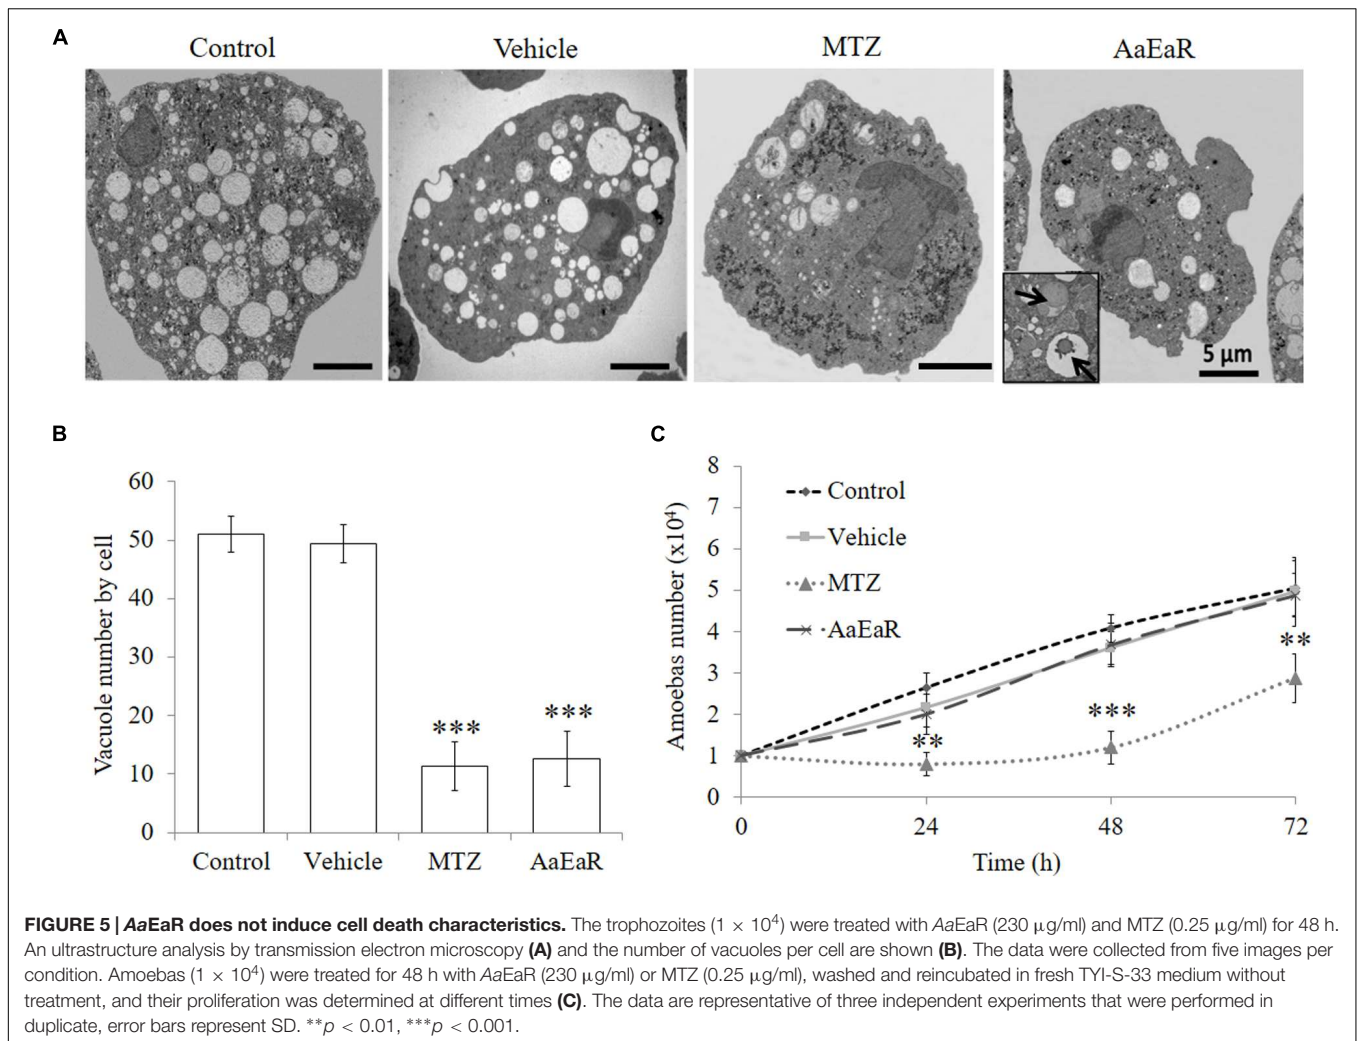 A
Control
Vehicle
MTZ
AaEaR
5 µm
B
60
50
40
30
20
10
0
Vacuole number by cell
***
***
Control
Vehicle
MTZ
AaEaR
C
8
7
6
5
4
3
2
1
0
Amoebas number (x10⁴)
Control
Vehicle
MTZ
AaEaR
**
***
**
0
24
48
72
Time (h)
FIGURE 5 | AaEaR does not induce cell death characteristics. The trophozoites (1 × 10⁴) were treated with AaEaR (230 µg/ml) and MTZ (0.25 µg/ml) for 48 h.
An ultrastructure analysis by transmission electron microscopy (A) and the number of vacuoles per cell are shown (B). The data were collected from five images per
condition. Amoebas (1 × 10⁴) were treated for 48 h with AaEaR (230 µg/ml) or MTZ (0.25 µg/ml), washed and reincubated in fresh TYI-S-33 medium without
treatment, and their proliferation was determined at different times (C). The data are representative of three independent experiments that were performed in
duplicate, error bars represent SD. **p < 0.01, ***p < 0.001.